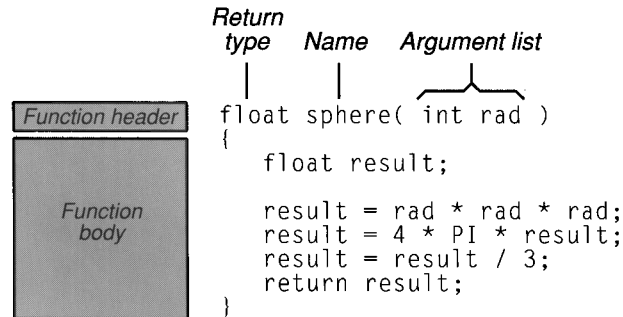 Return
type Name Argument list
Function header float sphere( int rad )
{
float result;
Function
body
result = rad * rad * rad;
result = 4 * PI * result;
result = result / 3;
return result;
}